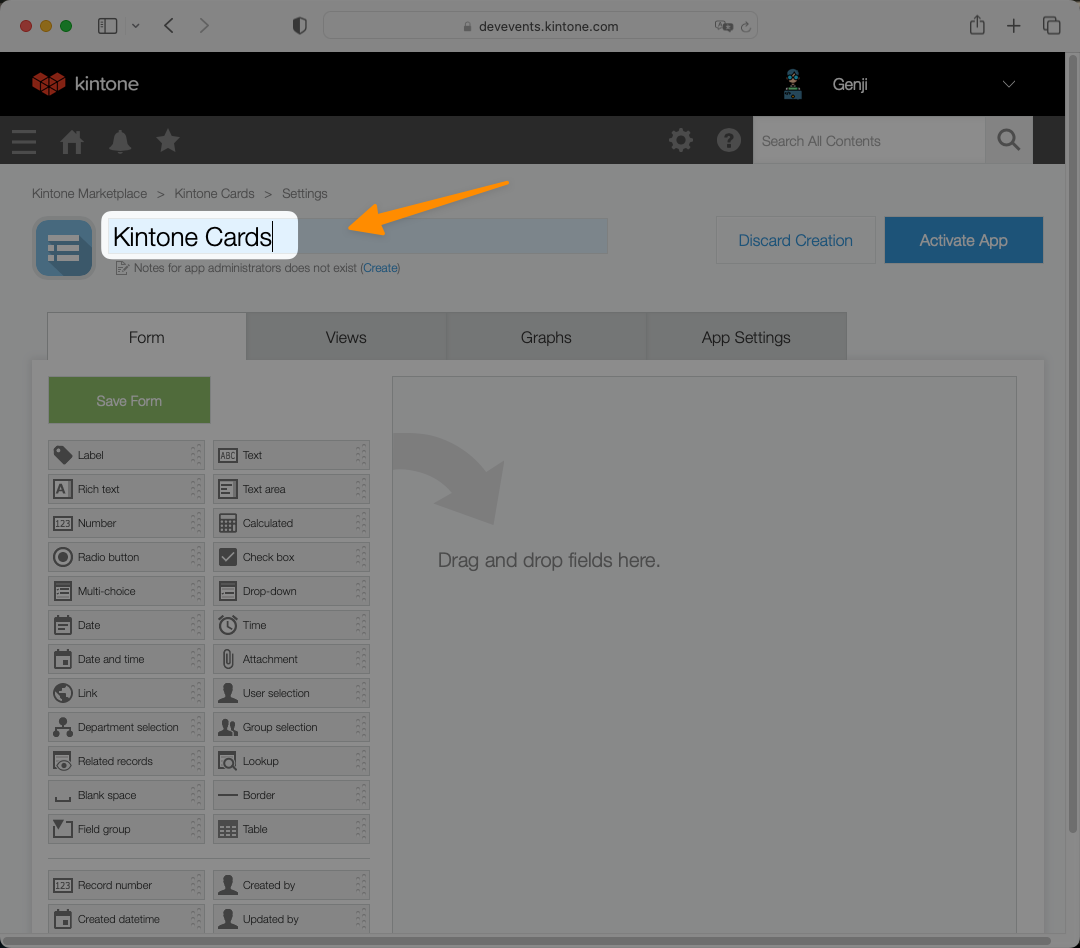 devevents.kintone.com
kintone
Genji
Search All Contents
Kintone Marketplace > Kintone Cards > Settings
Kintone Cards
Discard Creation
Activate App
Notes for app administrators does not exist (Create)
Form
Views
Graphs
App Settings
Save Form
Label
ABC Text
A Rich text
Text area
123 Number
Calculated
Radio button
Check box
Multi-choice
Drop-down
Date
Time
Date and time
Attachment
Link
User selection
Department selection
Group selection
Related records
Lookup
Blank space
Border
Field group
Table
123 Record number
Created by
Created datetime
Updated by
Drag and drop fields here.